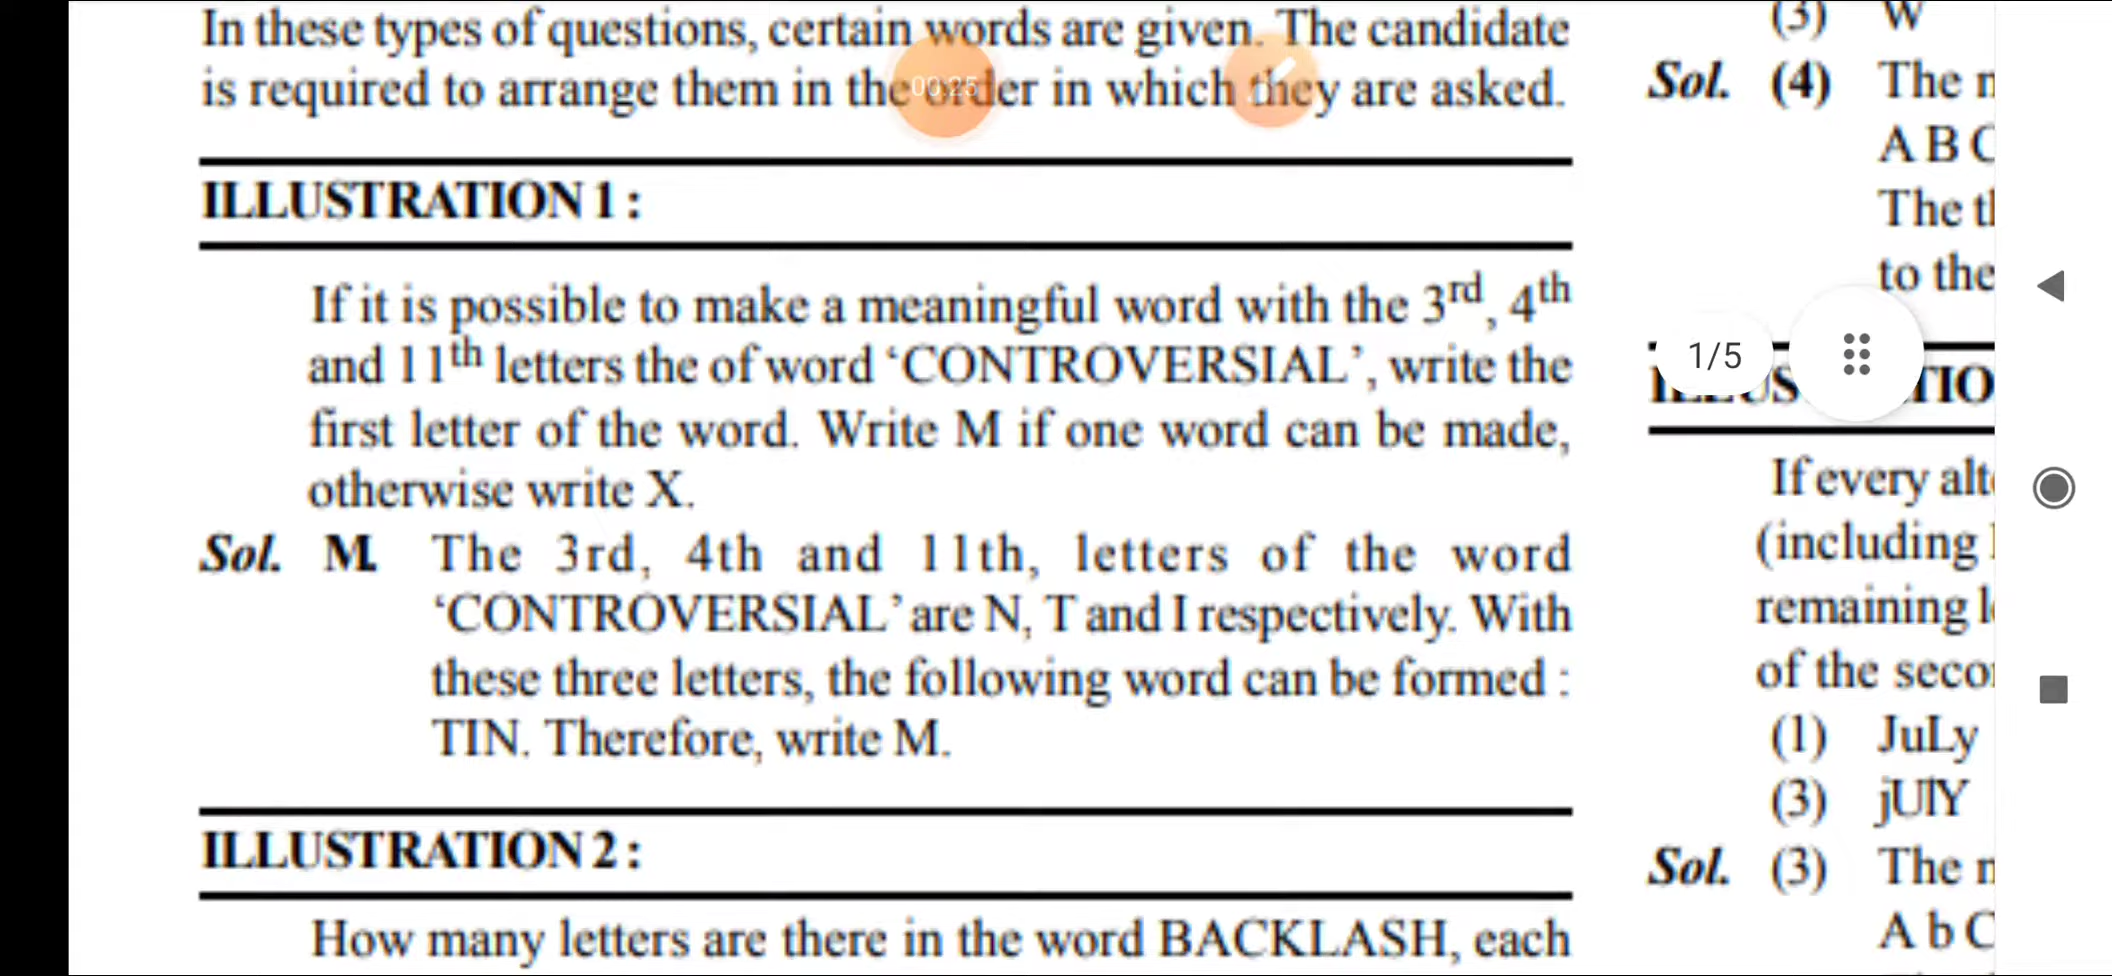 In these types of questions, certain words are given. The candidate
is required to arrange them in the order in which they are asked.
ILLUSTRATION 1 :
If it is possible to make a meaningful word with the 3rd, 4th
and 11th letters the of word ‘CONTROVERSIAL’, write the
first letter of the word. Write M if one word can be made,
otherwise write X.
Sol. M. The 3rd, 4th and 11th, letters of the word
‘CONTROVERSIAL’ are N, T and I respectively. With
these three letters, the following word can be formed :
TIN. Therefore, write M.
ILLUSTRATION 2 :
How many letters are there in the word BACKLASH, each
(3) W
Sol. (4) The
A B C
The
to the
If every
(including
remaining
of the
(1) JuLy
(3) jUlY
Sol. (3) The
A b C
00:25
1/5